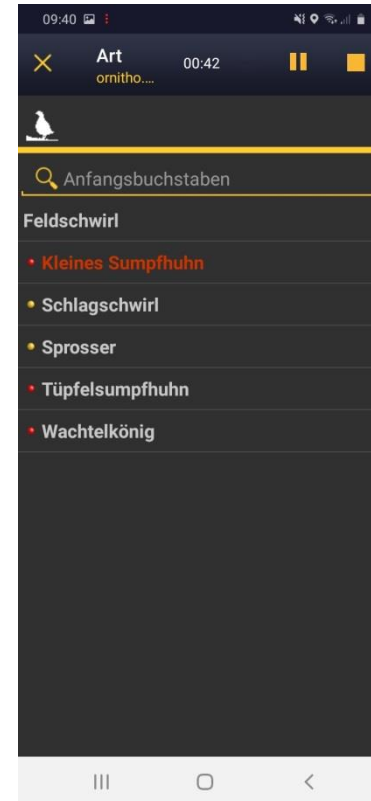 09:40
Art
ornitho....
00:42
Anfangsbuchstaben
Feldschwirl
Kleines Sumpfhuhn
Schlagschwirl
Sprosser
Tüpfelsumpfhuhn
Wachtelkönig